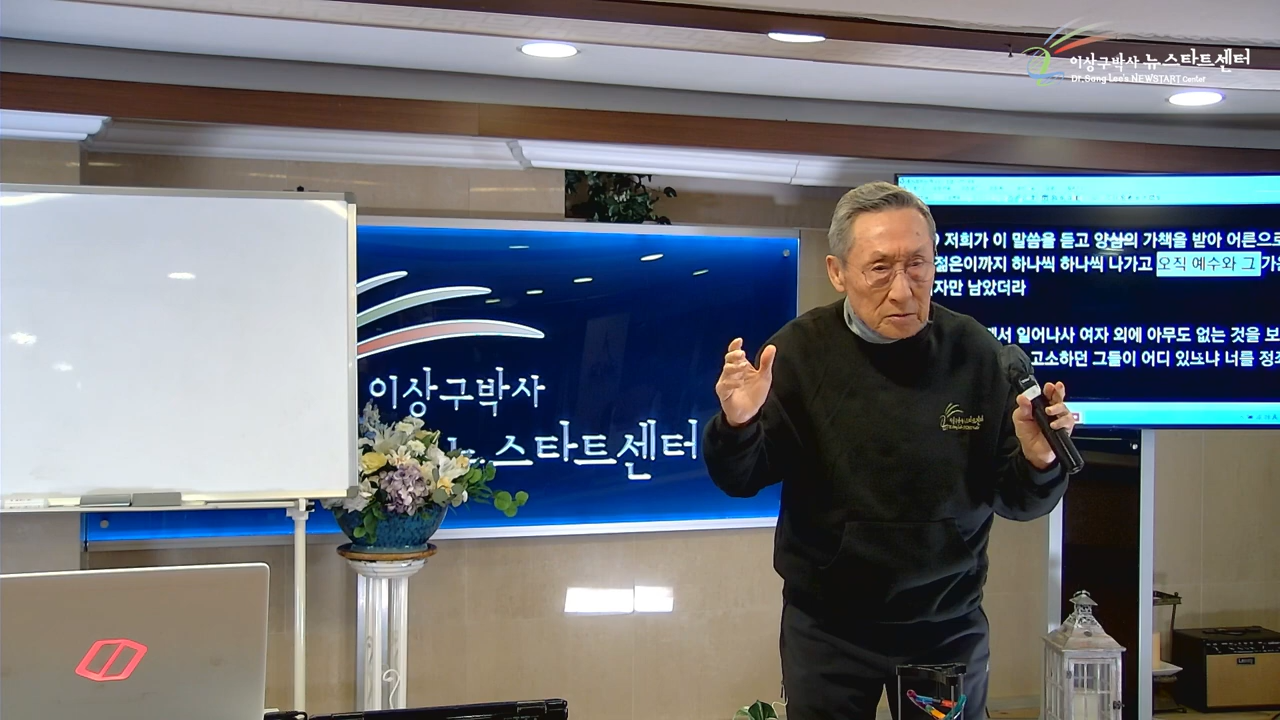 이상구박사 뉴스타트센터
Dr.Sang Lee's NEWSTART Center
저희가 이 말씀을 듣고 양심의 가책을 받아 어른으로
젊은이까지 하나씩 하나씩 나가고 오직 예수와 그 가운
자만 남았더라
일어나사 여자 외에 아무도 없는 것을 보
고소하던 그들이 어디 있느냐 너를 정죄
이상구박사
뉴스타트센터